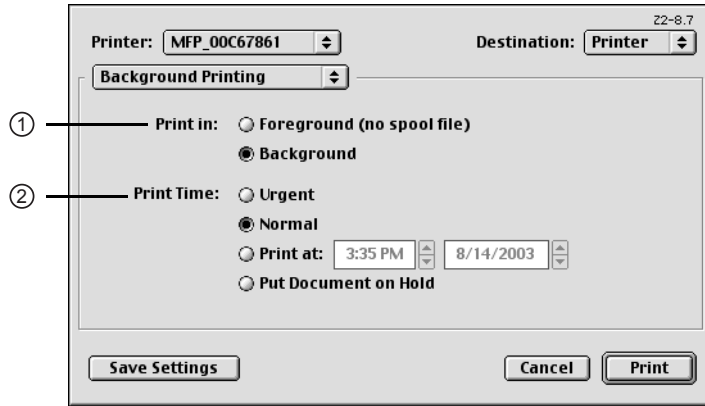 Z2-8.7
Printer: MFP_00C67861 Destination: Printer
Background Printing
① Print in: Foreground (no spool file)
Background
② Print Time: Urgent
Normal
Print at: 3:35 PM 8/14/2003
Put Document on Hold
Save Settings Cancel Print